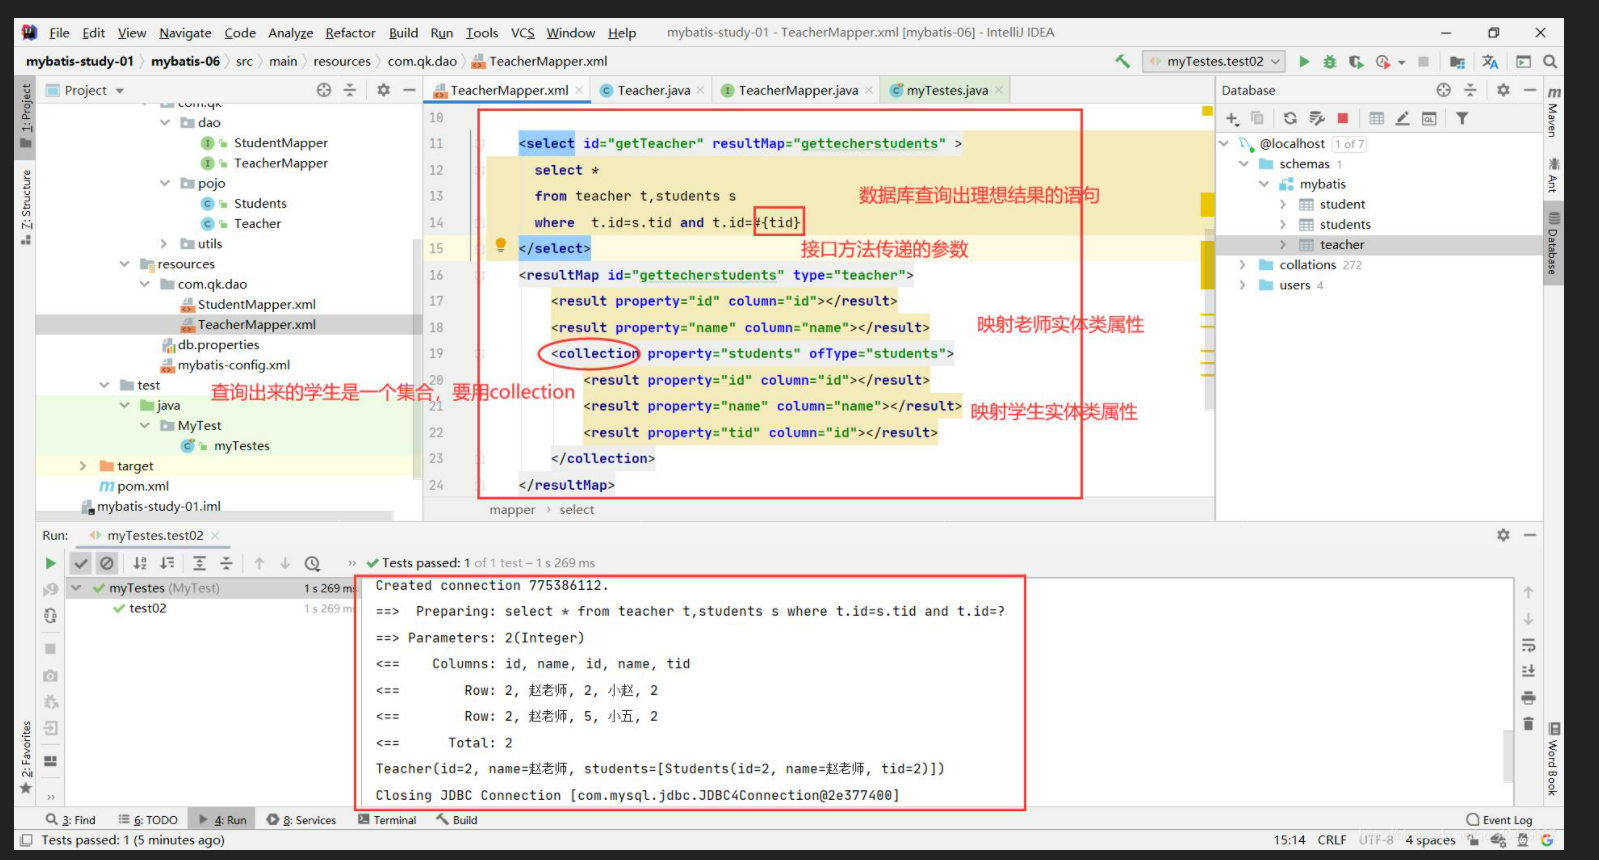 File Edit View Navigate Code Analyze Refactor Build Run Tools VCS Window Help mybatis-study-01 - TeacherMapper.xml [mybatis-06] - IntelliJ IDEA
mybatis-study-01 mybatis-06 src main resources com.qk.dao TeacherMapper.xml myTestes.test02
1: Project
Z: Structure
2: Favorites
Project
com.qk
dao
StudentMapper
TeacherMapper
pojo
Students
Teacher
utils
resources
com.qk.dao
StudentMapper.xml
TeacherMapper.xml
db.properties
mybatis-config.xml
test
java
MyTest
myTestes
target
pom.xml
mybatis-study-01.iml
查询出来的学生是一个集合，要用collection
TeacherMapper.xml Teacher.java TeacherMapper.java myTestes.java
10
11 <select id="getTeacher" resultMap="gettecherstudents" >
12 select *
13 from teacher t,students s
14 where t.id=s.tid and t.id=#{tid}
15 </select>
16 <resultMap id="gettecherstudents" type="teacher">
17 <result property="id" column="id"></result>
18 <result property="name" column="name"></result>
19 <collection property="students" ofType="students">
20 <result property="id" column="id"></result>
21 <result property="name" column="name"></result>
22 <result property="tid" column="id"></result>
23 </collection>
24 </resultMap>
数据库查询出理想结果的语句
接口方法传递的参数
映射老师实体类属性
映射学生实体类属性
mapper select
Database
@localhost 1 of 7
schemas 1
mybatis
student
students
teacher
collations 272
users 4
Maven
Ant
Database
Word Book
Run: myTestes.test02
Tests passed: 1 of 1 test – 1 s 269 ms
myTestes (MyTest) 1 s 269 ms
test02 1 s 269 ms
Created connection 775386112.
==> Preparing: select * from teacher t,students s where t.id=s.tid and t.id=?
==> Parameters: 2(Integer)
<== Columns: id, name, id, name, tid
<== Row: 2, 赵老师, 2, 小赵, 2
<== Row: 2, 赵老师, 5, 小五, 2
<== Total: 2
Teacher(id=2, name=赵老师, students=[Students(id=2, name=赵老师, tid=2)])
Closing JDBC Connection [com.mysql.jdbc.JDBC4Connection@2e377400]
3: Find 6: TODO 4: Run 8: Services Terminal Build Event Log
Tests passed: 1 (5 minutes ago) 15:14 CRLF UTF-8 4 spaces